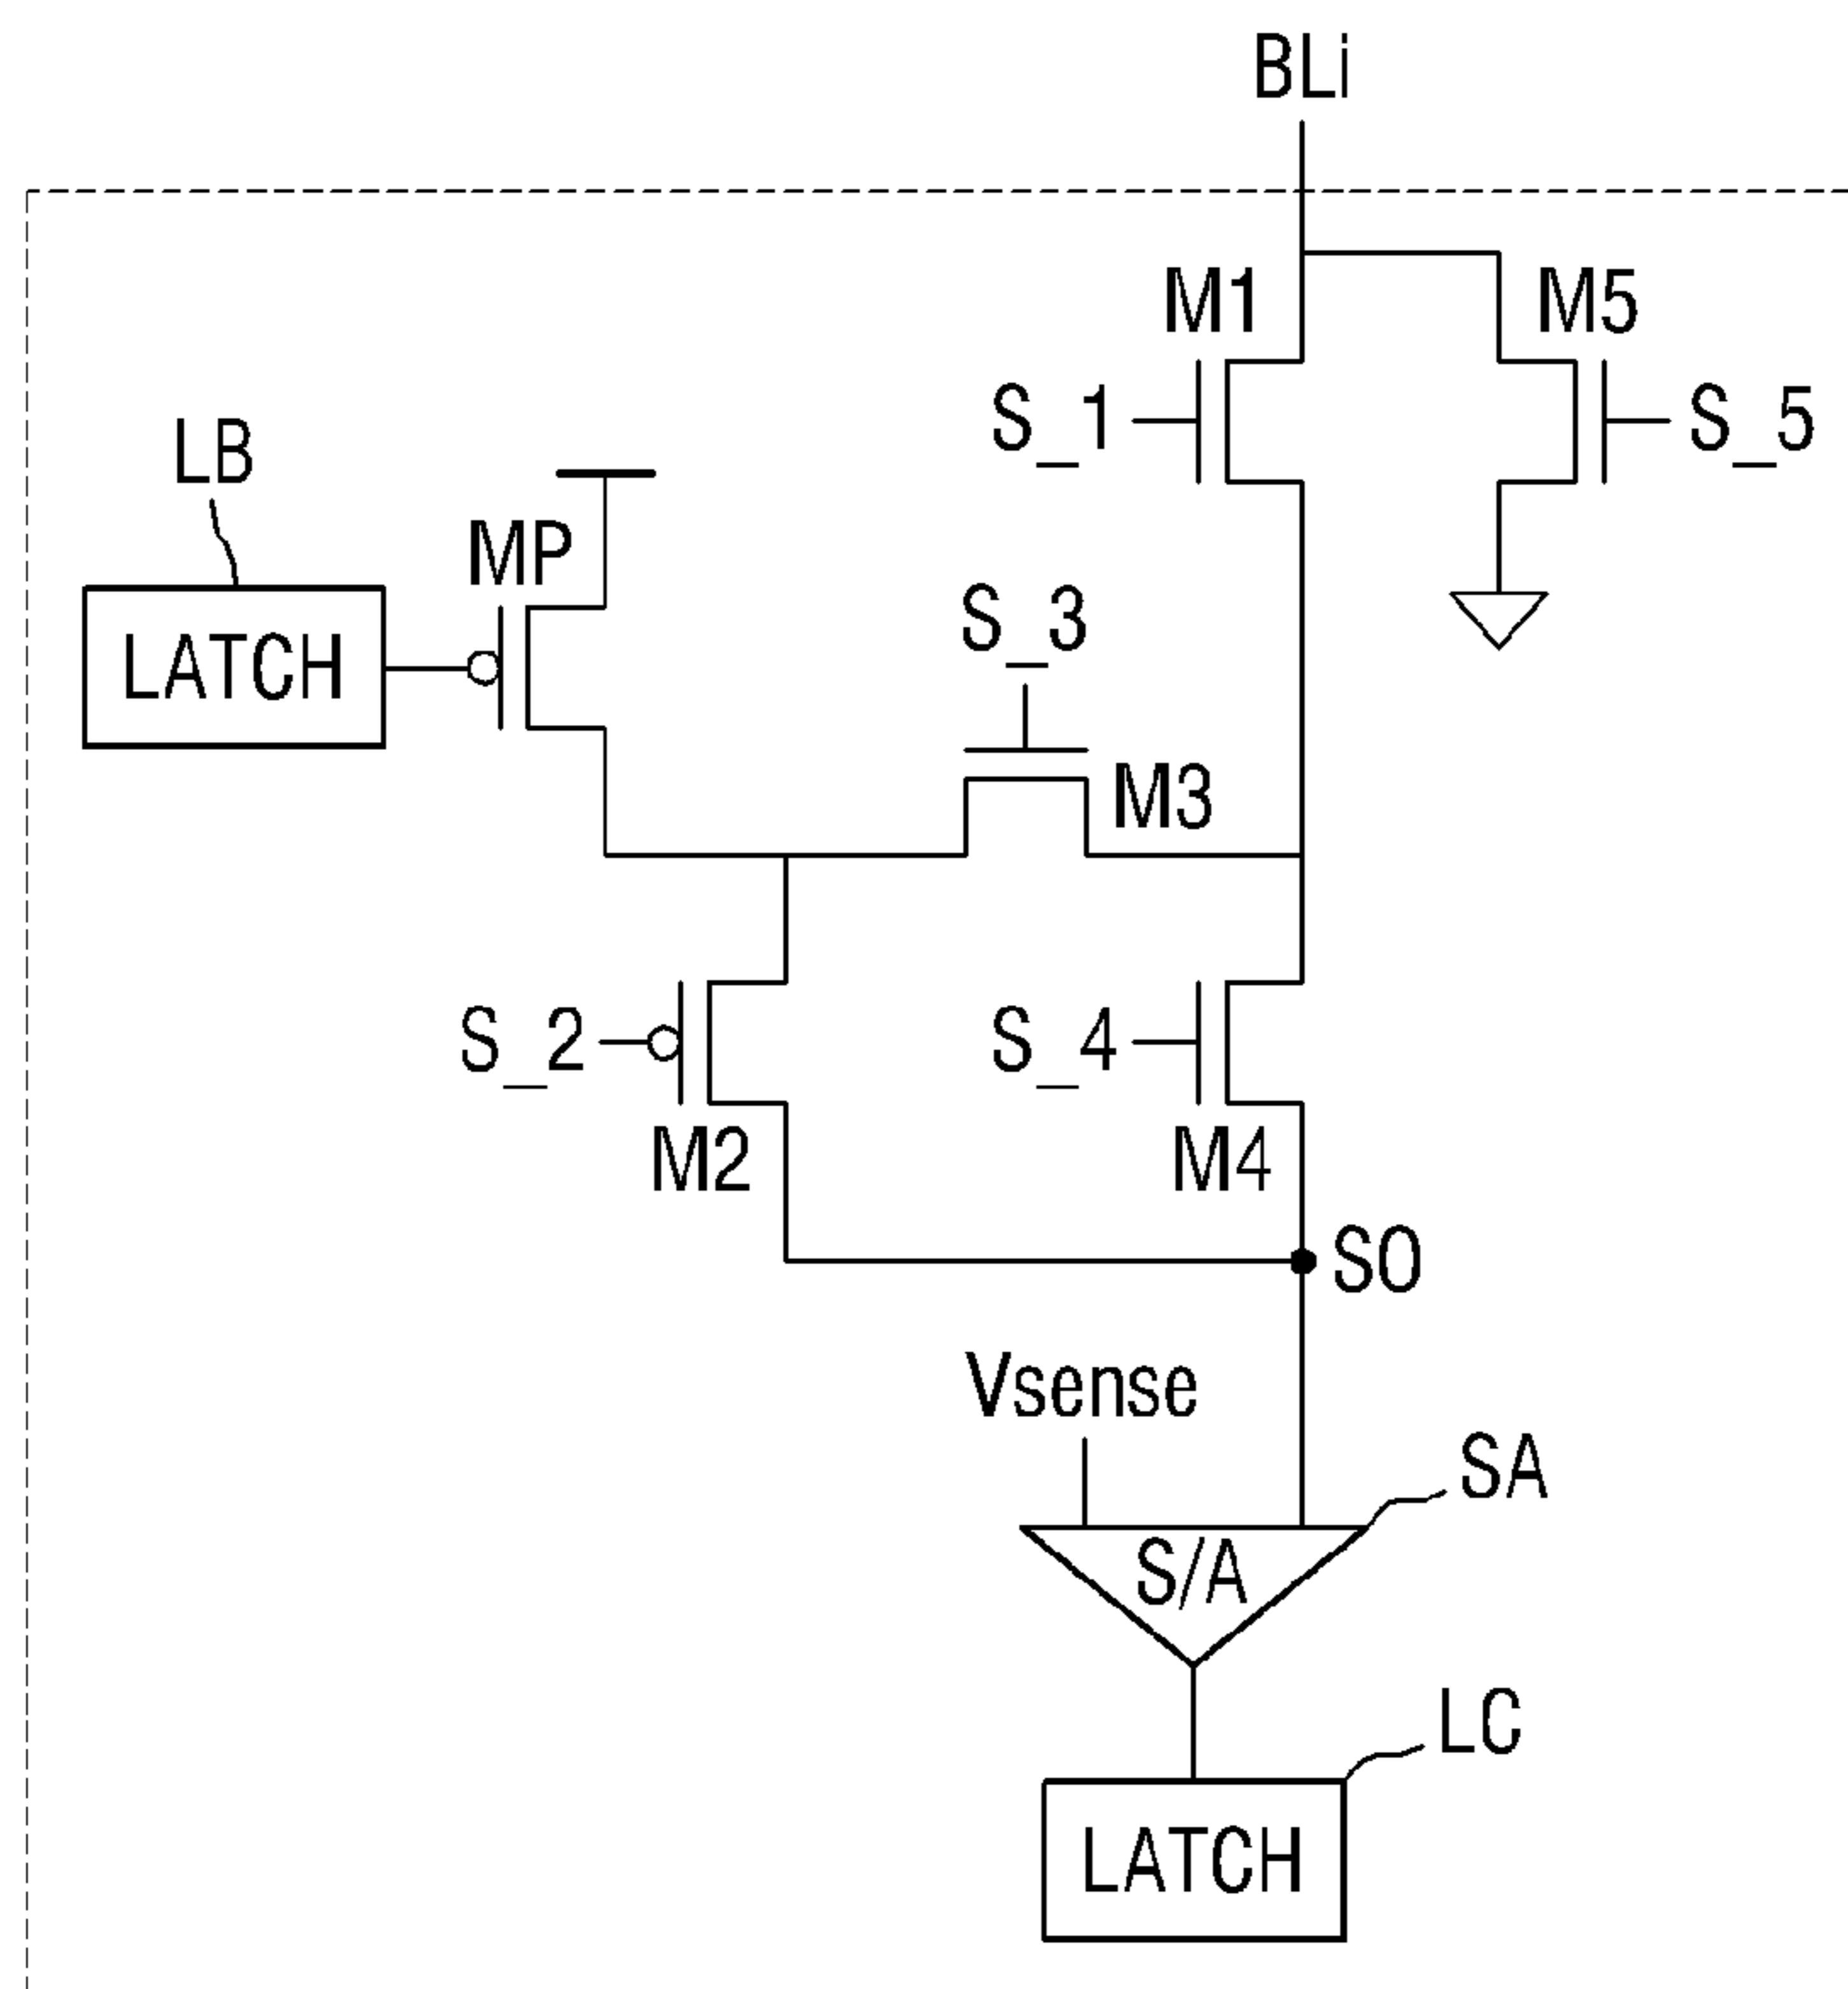 BLi
M1
M5
S_1
S_5
LB
MP
LATCH
S_3
M3
S_2
S_4
M2
M4
SO
Vsense
SA
S/A
LC
LATCH